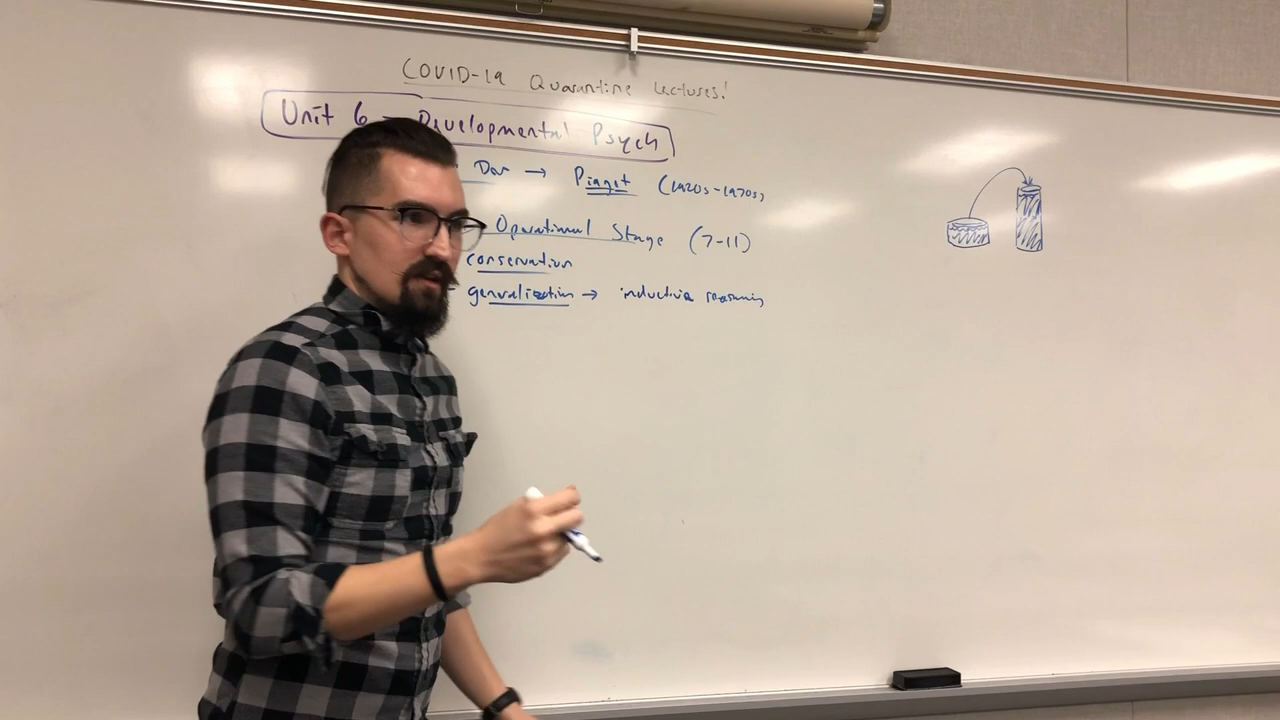 COVID-19 Quarantine Lectures!
Unit 6 - Developmental Psych
Dev → Piaget (1920s-1970s)
Operational Stage (7-11)
conservation
generalization → inductive reasoning